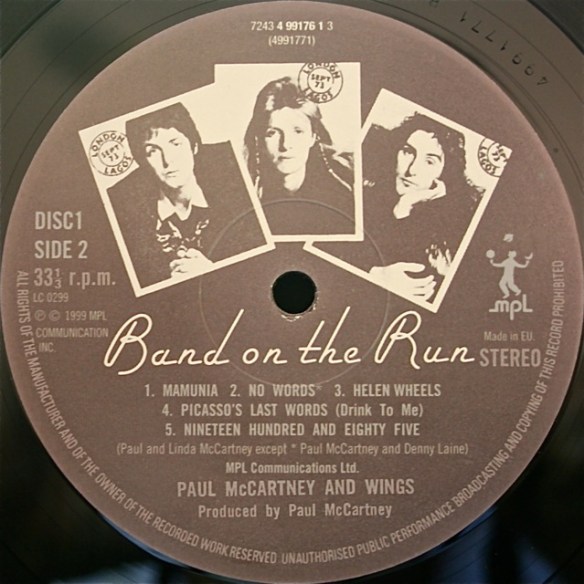 7243 4 99176 1 3
(4991771)
4991771
LONDON
SEPT
73
LAGOS
LONDON
SEPT
73
LAGOS
LAGOS
DISC1
SIDE 2
33⅓ r.p.m.
LC 0299
℗ © 1999 MPL
COMMUNICATION
INC.
mpL
Made in EU.
STEREO
Band on the Run
1. MAMUNIA 2. NO WORDS* 3. HELEN WHEELS
4. PICASSO'S LAST WORDS (Drink To Me)
5. NINETEEN HUNDRED AND EIGHTY FIVE
(Paul and Linda McCartney except * Paul McCartney and Denny Laine)
MPL Communications Ltd.
PAUL McCARTNEY AND WINGS
Produced by Paul McCartney
ALL RIGHTS OF THE MANUFACTURER AND OF THE OWNER OF THE RECORDED WORK RESERVED. UNAUTHORISED PUBLIC PERFORMANCE BROADCASTING AND COPYING OF THIS RECORD PROHIBITED